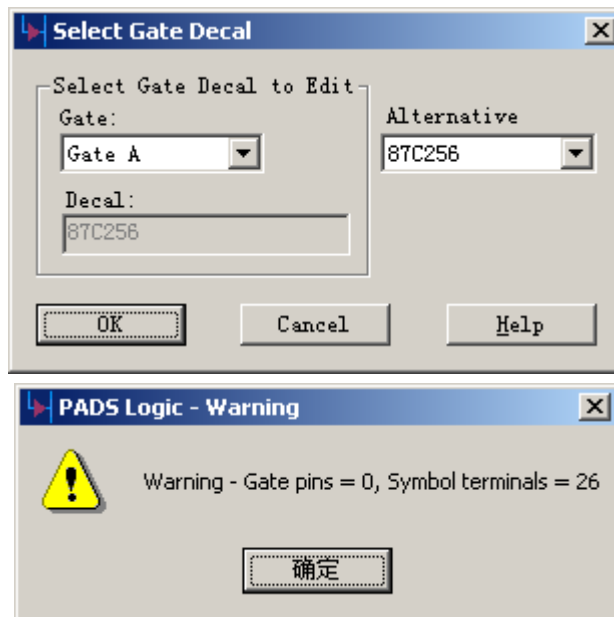 Select Gate Decal
Select Gate Decal to Edit
Gate:
Gate A
Alternative
87C256
Decal:
87C256
OK
Cancel
Help
PADS Logic - Warning
Warning - Gate pins = 0, Symbol terminals = 26
确定